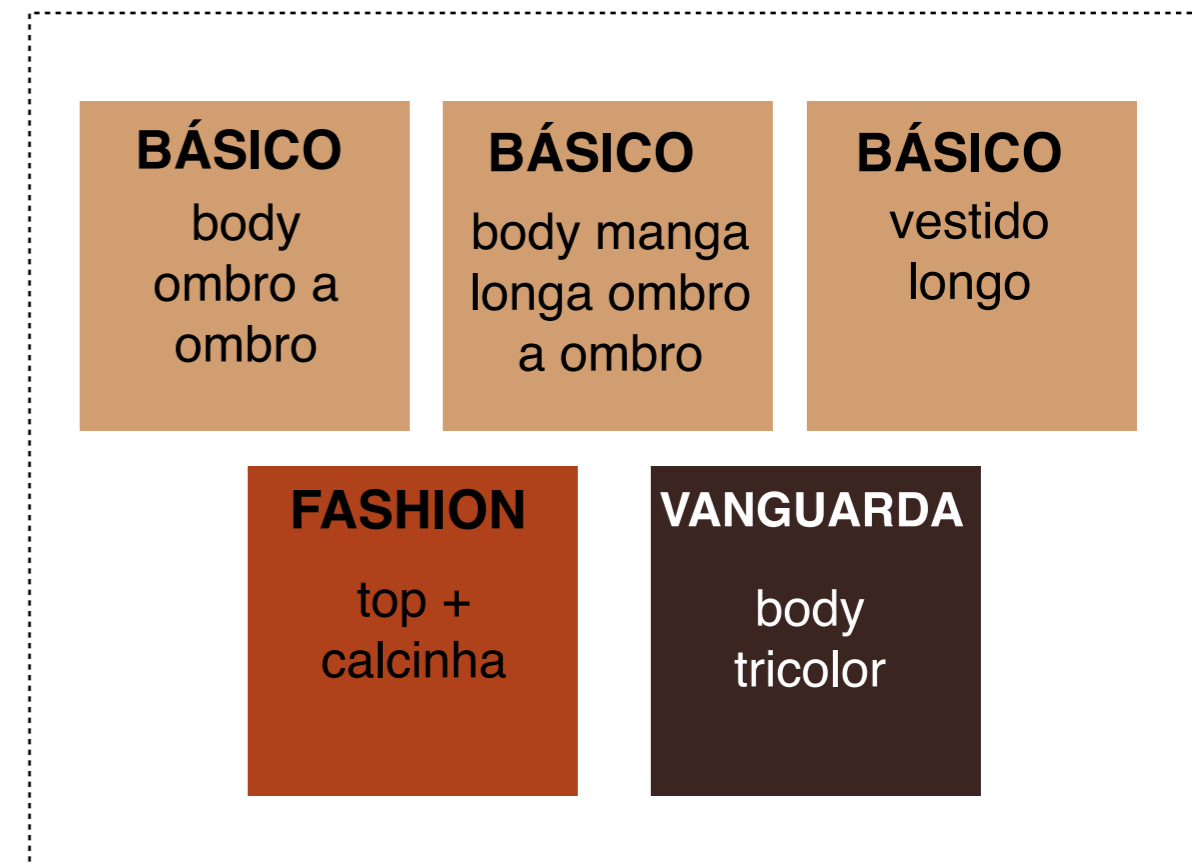 BÁSICO
body
ombro a
ombro
BÁSICO
body manga
longa ombro
a ombro
BÁSICO
vestido
longo
FASHION
top +
calcinha
VANGUARDA
body
tricolor